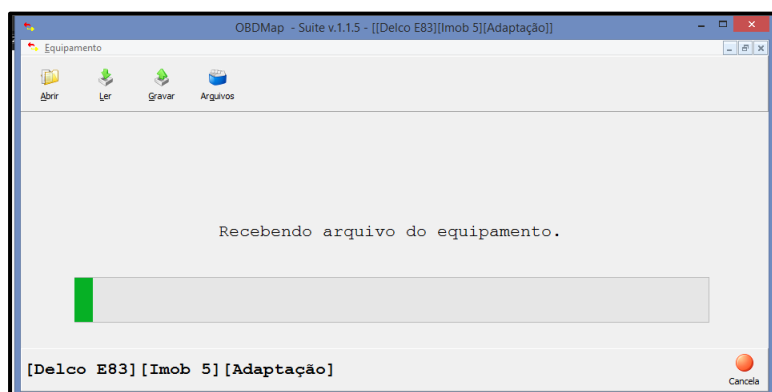 OBDMap - Suite v.1.1.5 - [[Delco E83][Imob 5][Adaptação]]
Equipamento
Abrir Ler Gravar Arquivos
Recebendo arquivo do equipamento.
[Delco E83][Imob 5][Adaptação]
Cancela